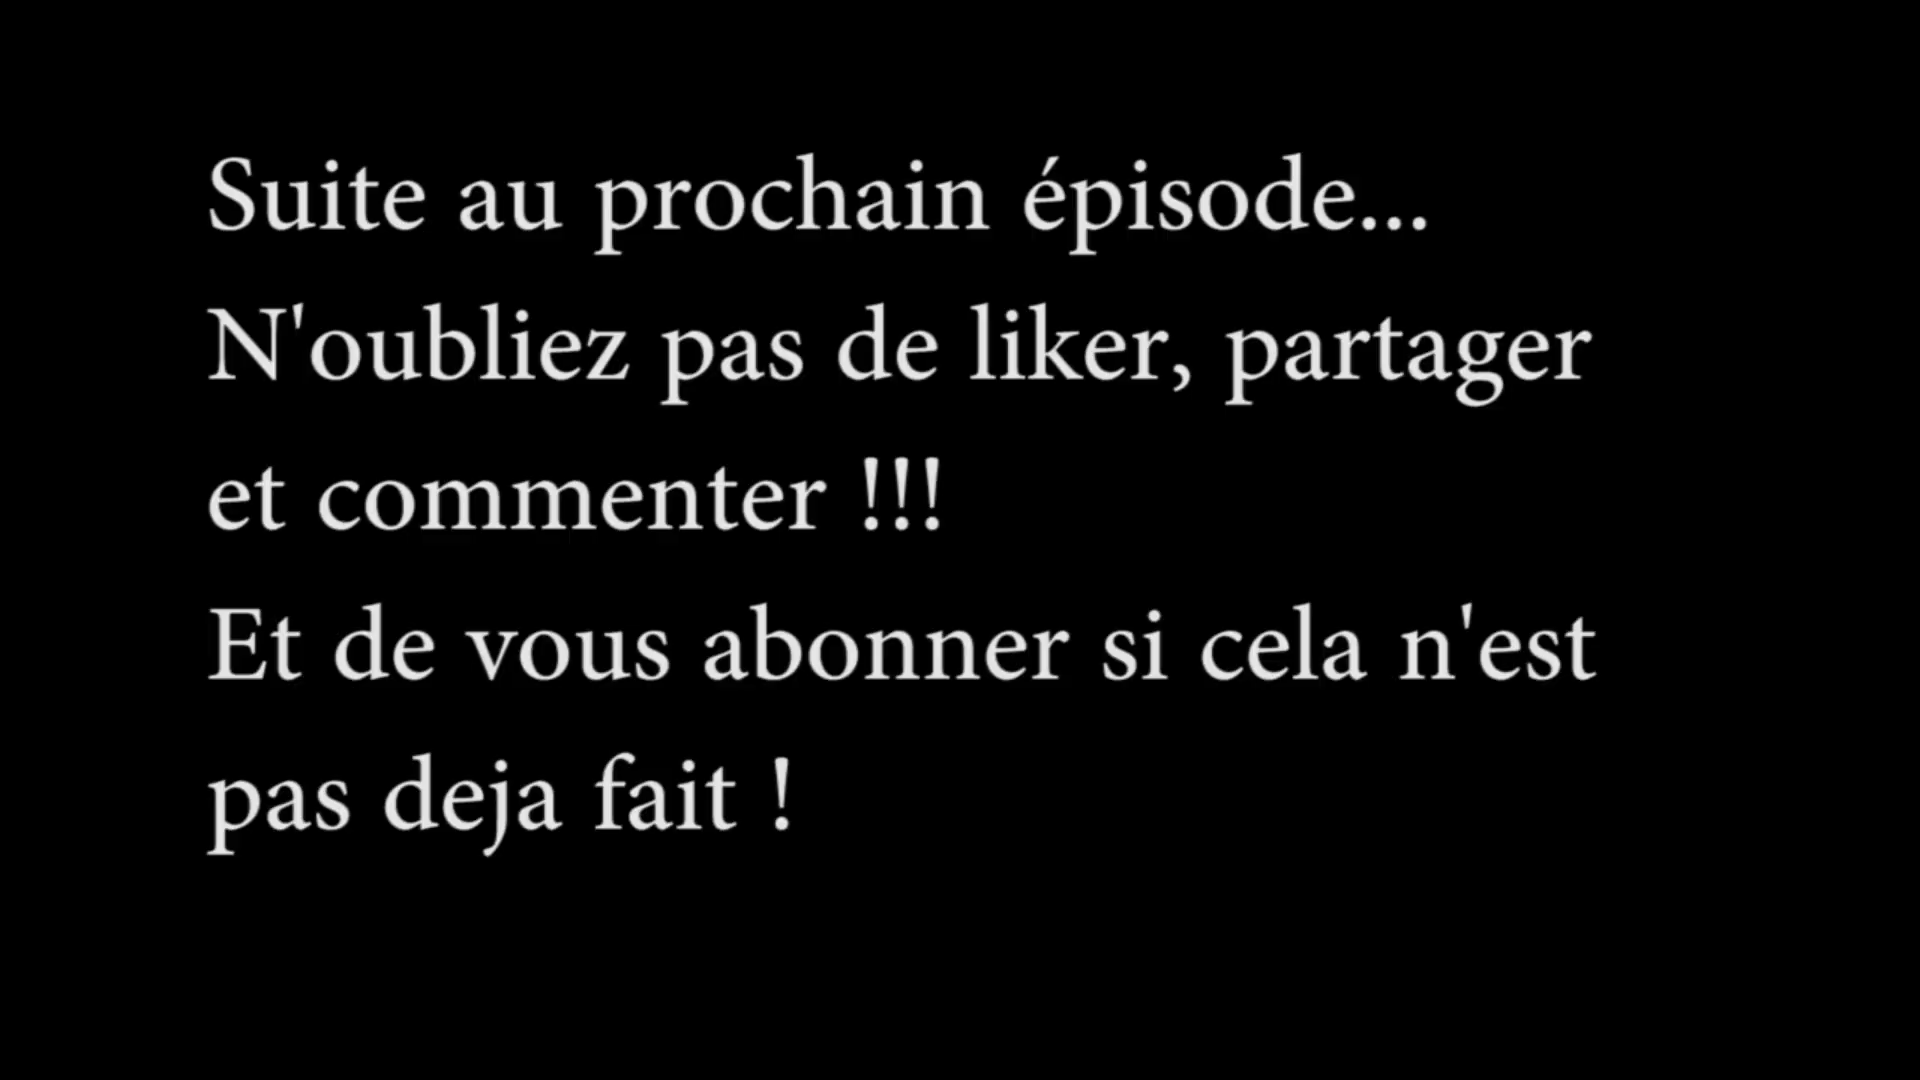 Suite au prochain épisode...
N'oubliez pas de liker, partager
et commenter !!!
Et de vous abonner si cela n'est
pas deja fait !